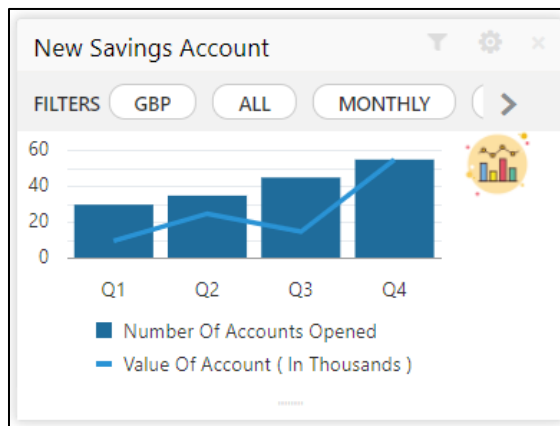 New Savings Account
FILTERS GBP ALL MONTHLY
60
40
20
0
Q1 Q2 Q3 Q4
Number Of Accounts Opened
Value Of Account ( In Thousands )